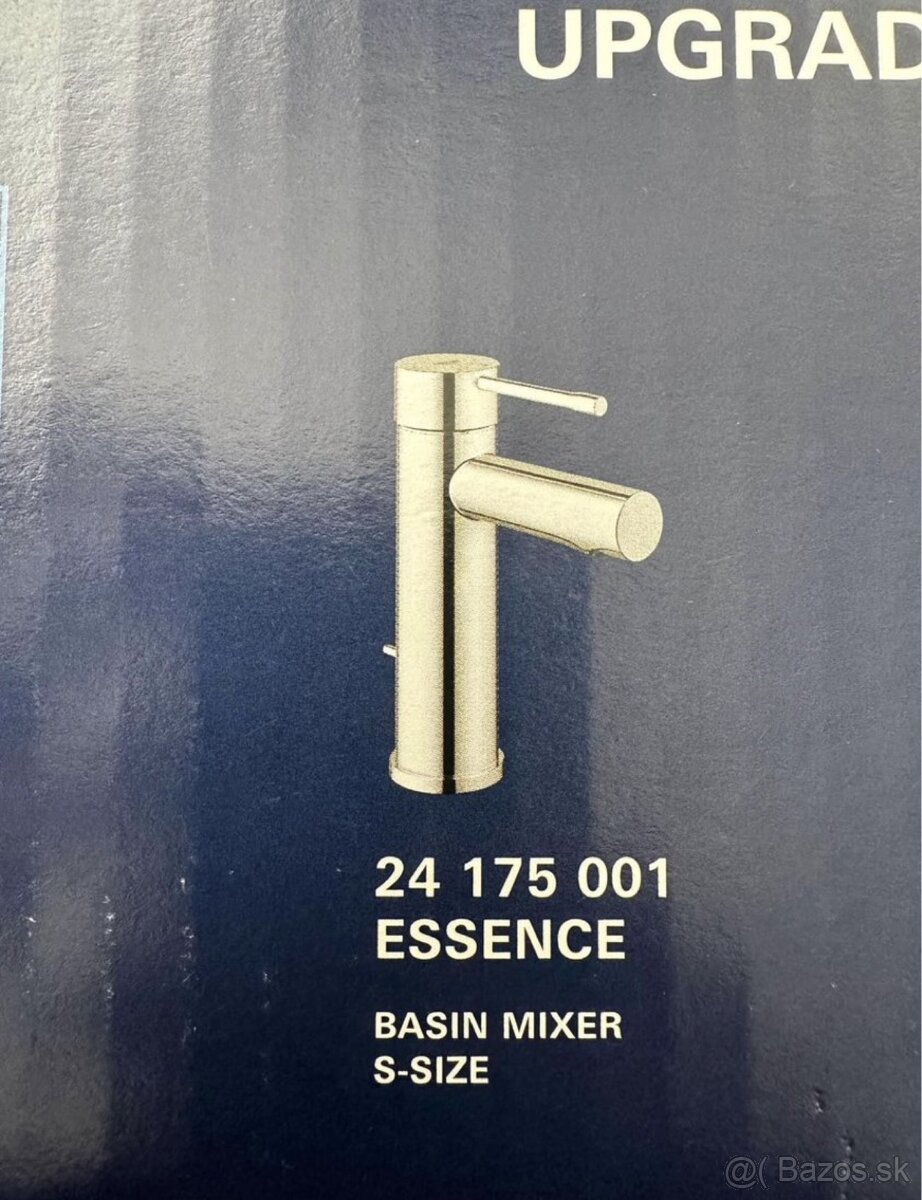 UPGRAD
24 175 001
ESSENCE
BASIN MIXER
S-SIZE
@( Bazos.sk